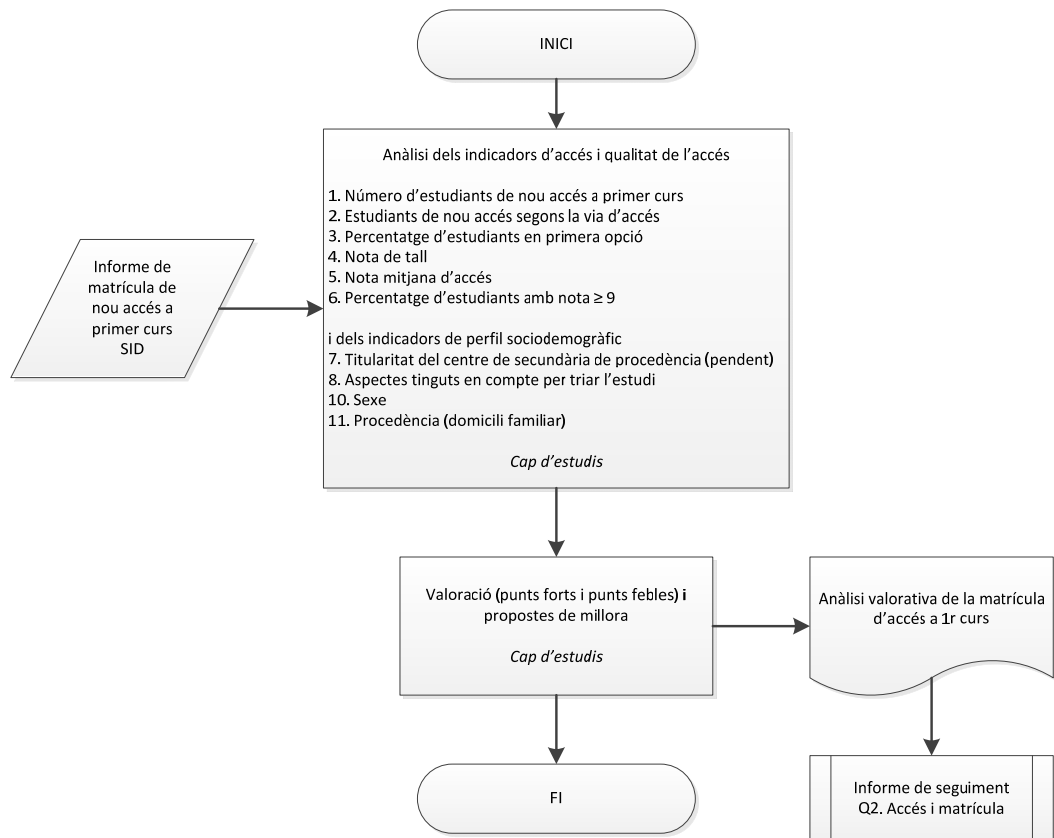 INICI
Anàlisi dels indicadors d’accés i qualitat de l’accés
1. Número d’estudiants de nou accés a primer curs
2. Estudiants de nou accés segons la via d’accés
3. Percentatge d’estudiants en primera opció
4. Nota de tall
5. Nota mitjana d’accés
6. Percentatge d’estudiants amb nota ≥ 9
i dels indicadors de perfil sociodemogràfic
7. Titularitat del centre de secundària de procedència (pendent)
8. Aspectes tinguts en compte per triar l’estudi
10. Sexe
11. Procedència (domicili familiar)
Cap d’estudis
Informe de
matrícula de
nou accés a
primer curs
SID
Valoració (punts forts i punts febles) i
propostes de millora
Cap d’estudis
Anàlisi valorativa de la matrícula
d’accés a 1r curs
FI
Informe de seguiment
Q2. Accés i matrícula